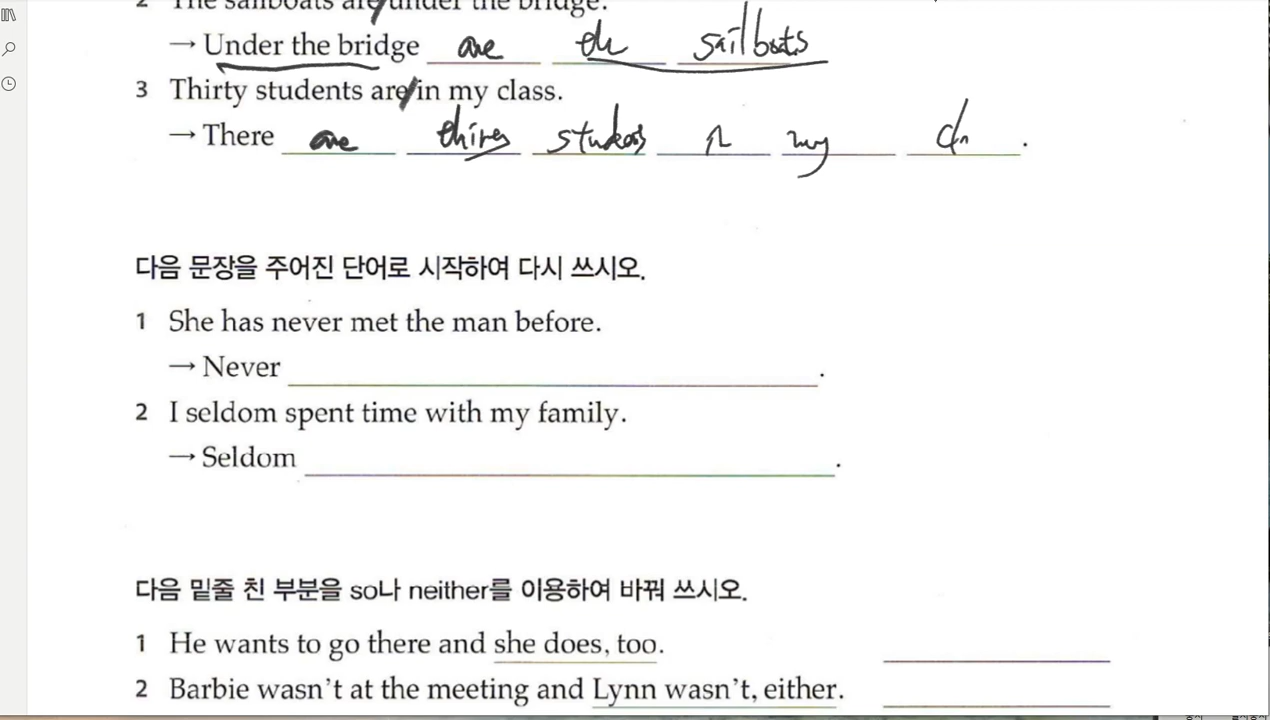 2 The sailboats are under the bridge.
→ Under the bridge are the sailboats
3 Thirty students are in my class.
→ There are thirty students in my .
다음 문장을 주어진 단어로 시작하여 다시 쓰시오.
1 She has never met the man before.
→ Never .
2 I seldom spent time with my family.
→ Seldom .
다음 밑줄 친 부분을 so나 neither를 이용하여 바꿔 쓰시오.
1 He wants to go there and she does, too.
2 Barbie wasn't at the meeting and Lynn wasn't, either.